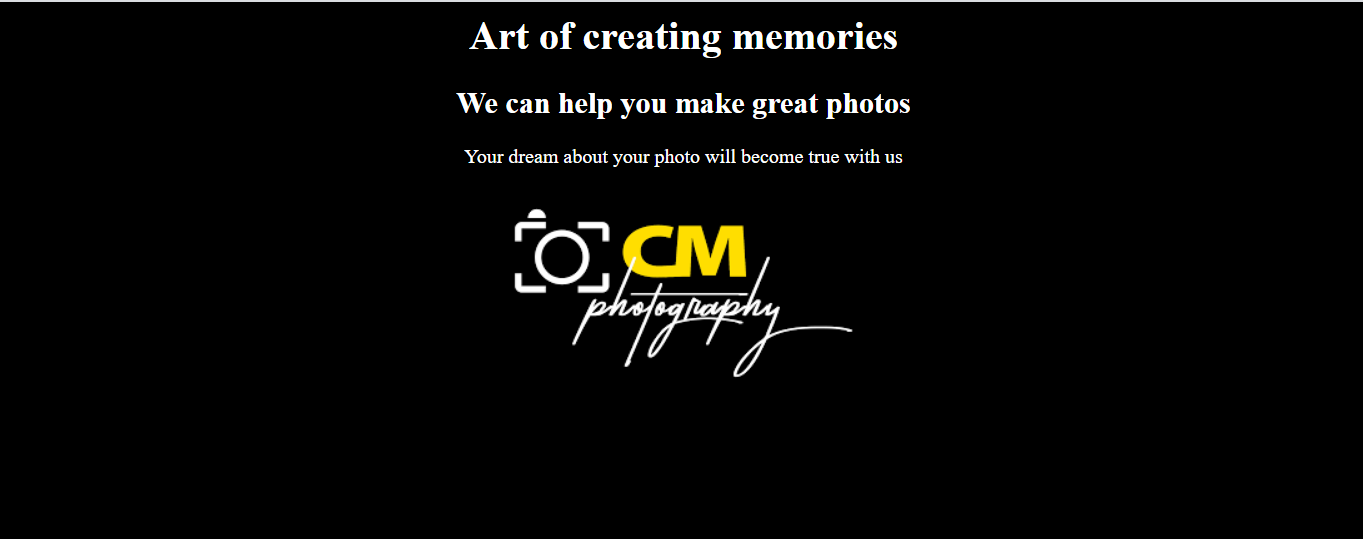 Art of creating memories
We can help you make great photos
Your dream about your photo will become true with us
CM
photography